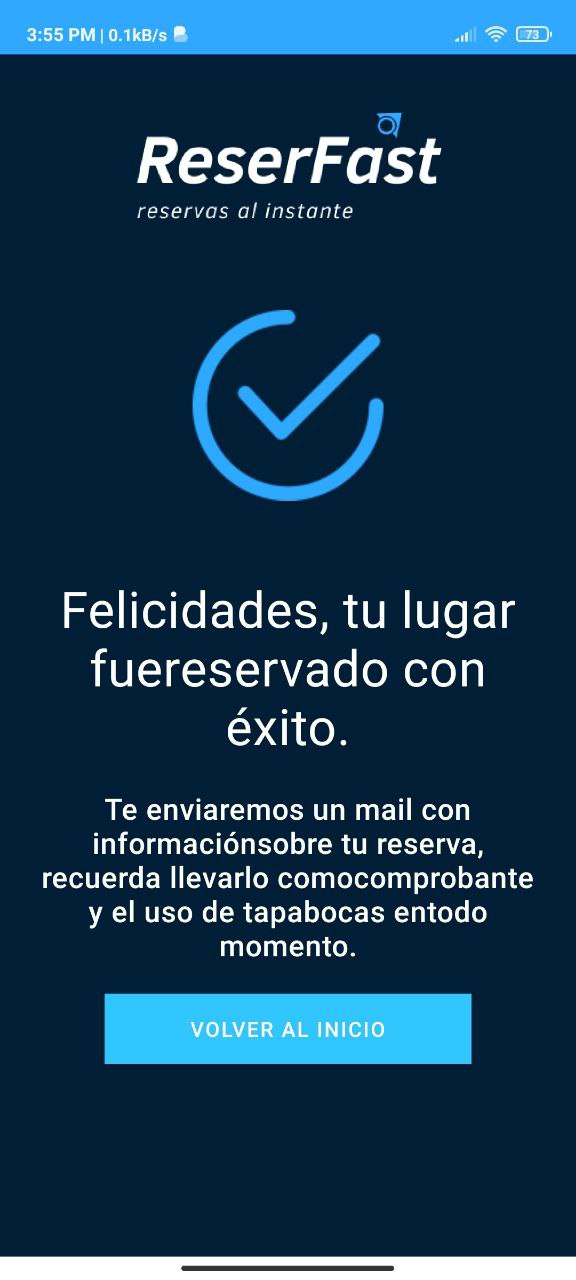 3:55 PM | 0.1kB/s
73
ReserFast
reservas al instante
Felicidades, tu lugar
fuereservado con
éxito.
Te enviaremos un mail con
informaciónsobre tu reserva,
recuerda llevarlo comocomprobante
y el uso de tapabocas entodo
momento.
VOLVER AL INICIO